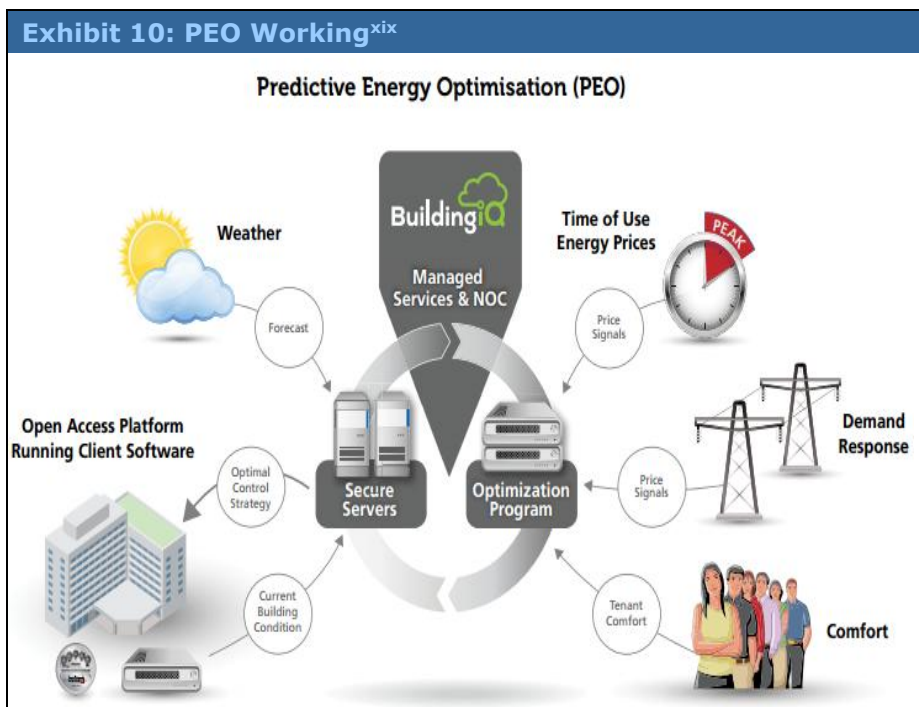 Exhibit 10: PEO Workingxix
Predictive Energy Optimisation (PEO)
BuildingIQ
Managed
Services & NOC
Weather
Forecast
Time of Use
Energy Prices
PEAK
Price
Signals
Open Access Platform
Running Client Software
Optimal
Control
Strategy
Secure
Servers
Optimization
Program
Price
Signals
Demand
Response
Current
Building
Condition
Tenant
Comfort
Comfort